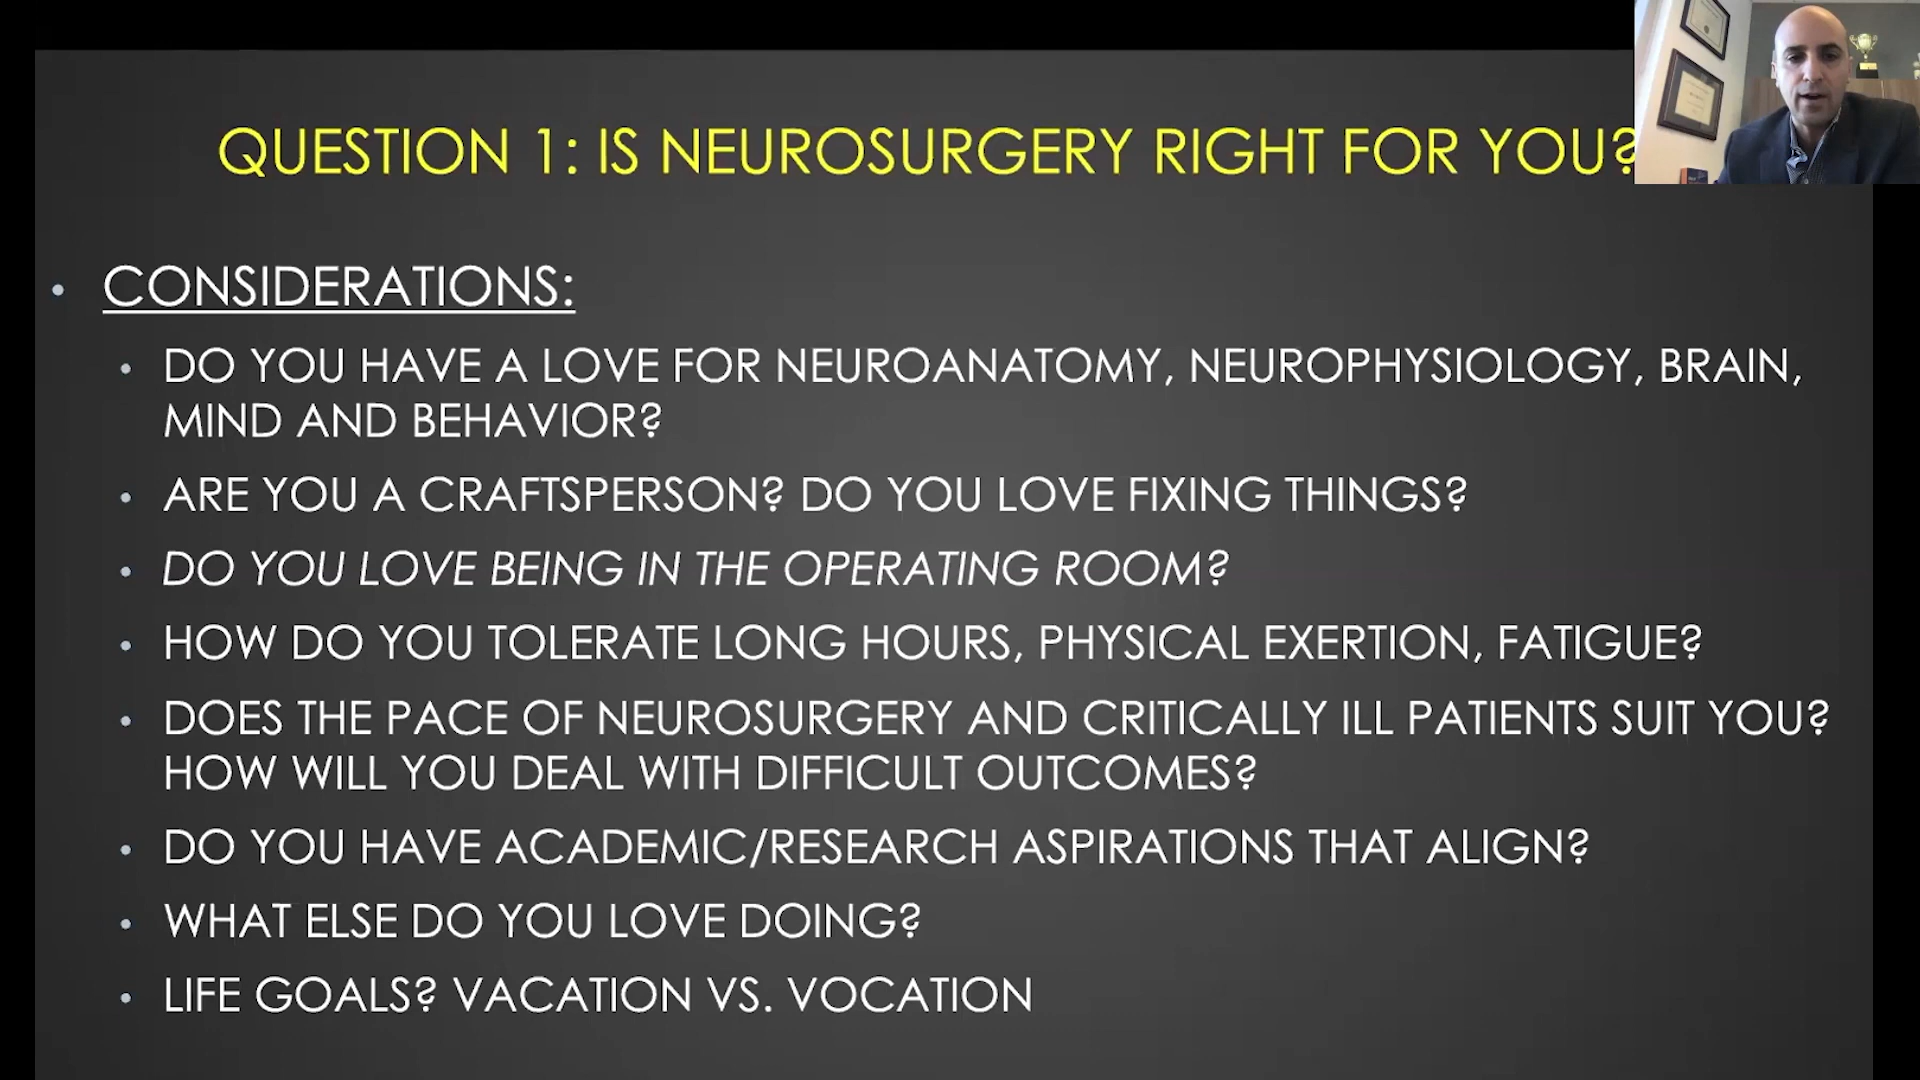 QUESTION 1: IS NEUROSURGERY RIGHT FOR YOU?
• CONSIDERATIONS:
• DO YOU HAVE A LOVE FOR NEUROANATOMY, NEUROPHYSIOLOGY, BRAIN,
MIND AND BEHAVIOR?
• ARE YOU A CRAFTSPERSON? DO YOU LOVE FIXING THINGS?
• DO YOU LOVE BEING IN THE OPERATING ROOM?
• HOW DO YOU TOLERATE LONG HOURS, PHYSICAL EXERTION, FATIGUE?
• DOES THE PACE OF NEUROSURGERY AND CRITICALLY ILL PATIENTS SUIT YOU?
HOW WILL YOU DEAL WITH DIFFICULT OUTCOMES?
• DO YOU HAVE ACADEMIC/RESEARCH ASPIRATIONS THAT ALIGN?
• WHAT ELSE DO YOU LOVE DOING?
• LIFE GOALS? VACATION VS. VOCATION